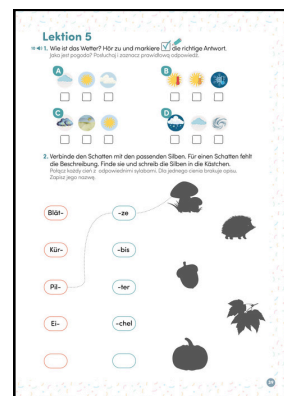 Lektion 5
1. Wie ist das Wetter? Hör zu und markiere die richtige Antwort.
Jaka jest pogoda? Posłuchaj i zaznacz prawidłową odpowiedź.
A
B
C
D
2. Verbinde den Schatten mit den passenden Silben. Für einen Schatten fehlt
die Beschreibung. Finde sie und schreib die Silben in die Kästchen.
Połącz każdy cień z odpowiednimi sylabami. Dla jednego cienia brakuje opisu.
Zapisz jego nazwę.
Blät-
-ze
Kür-
-bis
Pil-
-ter
Ei-
-chel